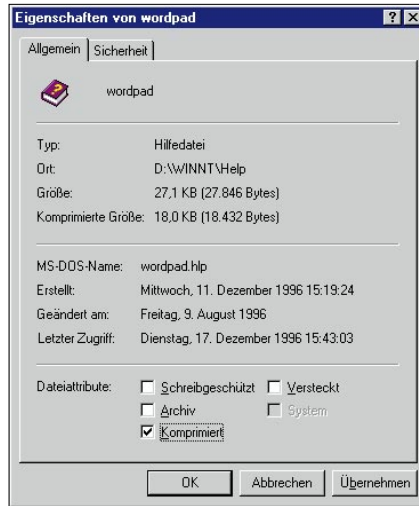 Eigenschaften von wordpad
Allgemein Sicherheit
wordpad
Typ: Hilfedatei
Ort: D:\WINNT\Help
Größe: 27,1 KB (27.846 Bytes)
Komprimierte Größe: 18,0 KB (18.432 Bytes)
MS-DOS-Name: wordpad.hlp
Erstellt: Mittwoch, 11. Dezember 1996 15:19:24
Geändert am: Freitag, 9. August 1996
Letzter Zugriff: Dienstag, 17. Dezember 1996 15:43:03
Dateiattribute: Schreibgeschützt Versteckt
Archiv System
Komprimiert
OK Abbrechen Übernehmen